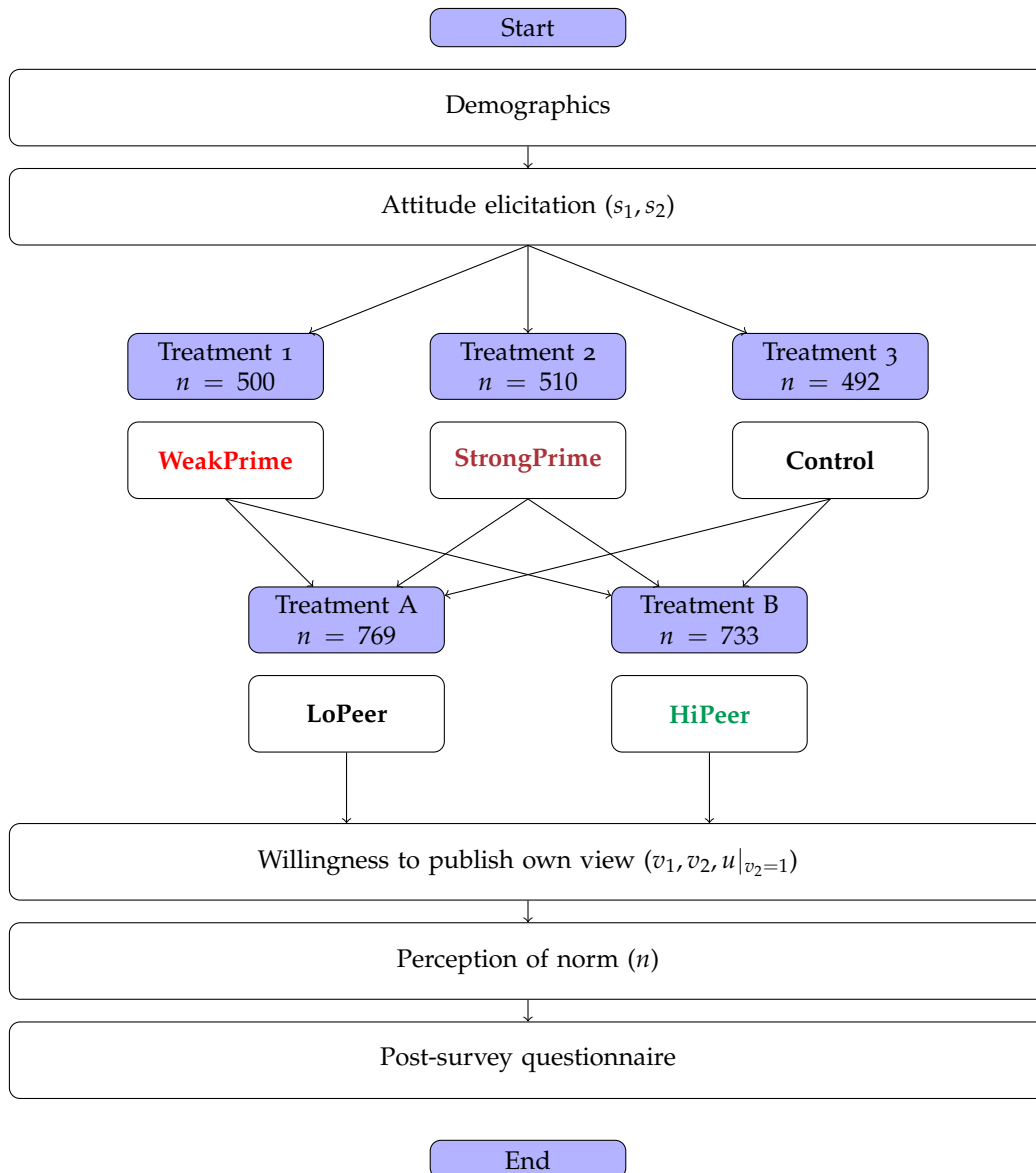 Start
Demographics
Attitude elicitation (s₁, s₂)
Treatment 1
n = 500
Treatment 2
n = 510
Treatment 3
n = 492
WeakPrime
StrongPrime
Control
Treatment A
n = 769
Treatment B
n = 733
LoPeer
HiPeer
Willingness to publish own view (v₁, v₂, u|v₂=1)
Perception of norm (n)
Post-survey questionnaire
End